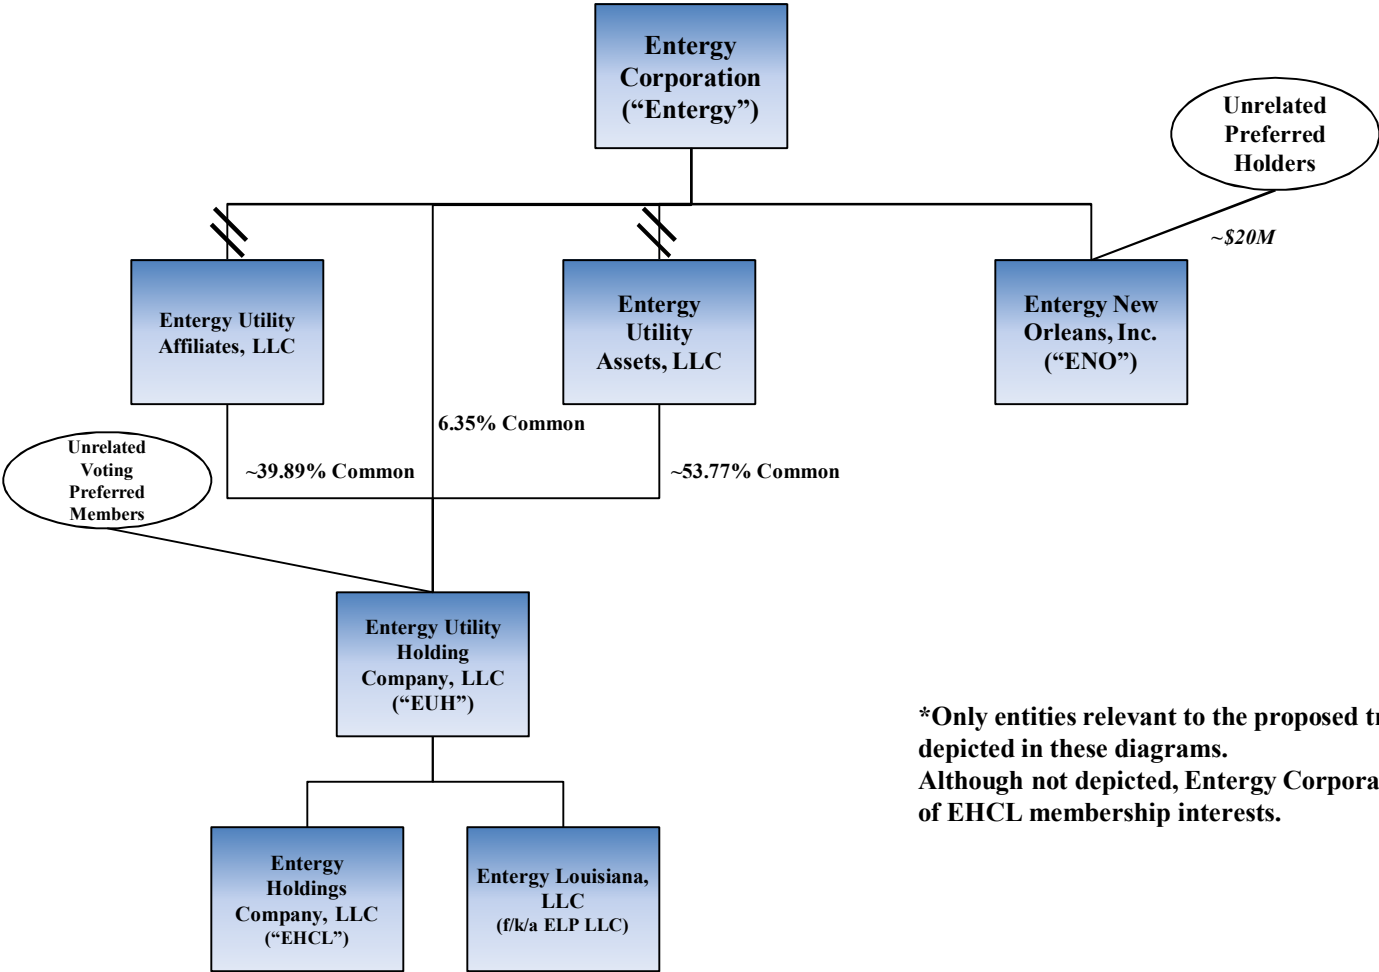 Entergy
Corporation
(“Entergy”)
Unrelated
Preferred
Holders
~$20M
Entergy Utility
Affiliates, LLC
Entergy
Utility
Assets, LLC
Entergy New
Orleans, Inc.
(“ENO”)
6.35% Common
Unrelated
Voting
Preferred
Members
~39.89% Common
~53.77% Common
Entergy Utility
Holding
Company, LLC
(“EUH”)
*Only entities relevant to the proposed
depicted in these diagrams.
Although not depicted, Entergy
of EHCL membership interests.
Entergy
Holdings
Company, LLC
(“EHCL”)
Entergy Louisiana,
LLC
(f/k/a ELP LLC)